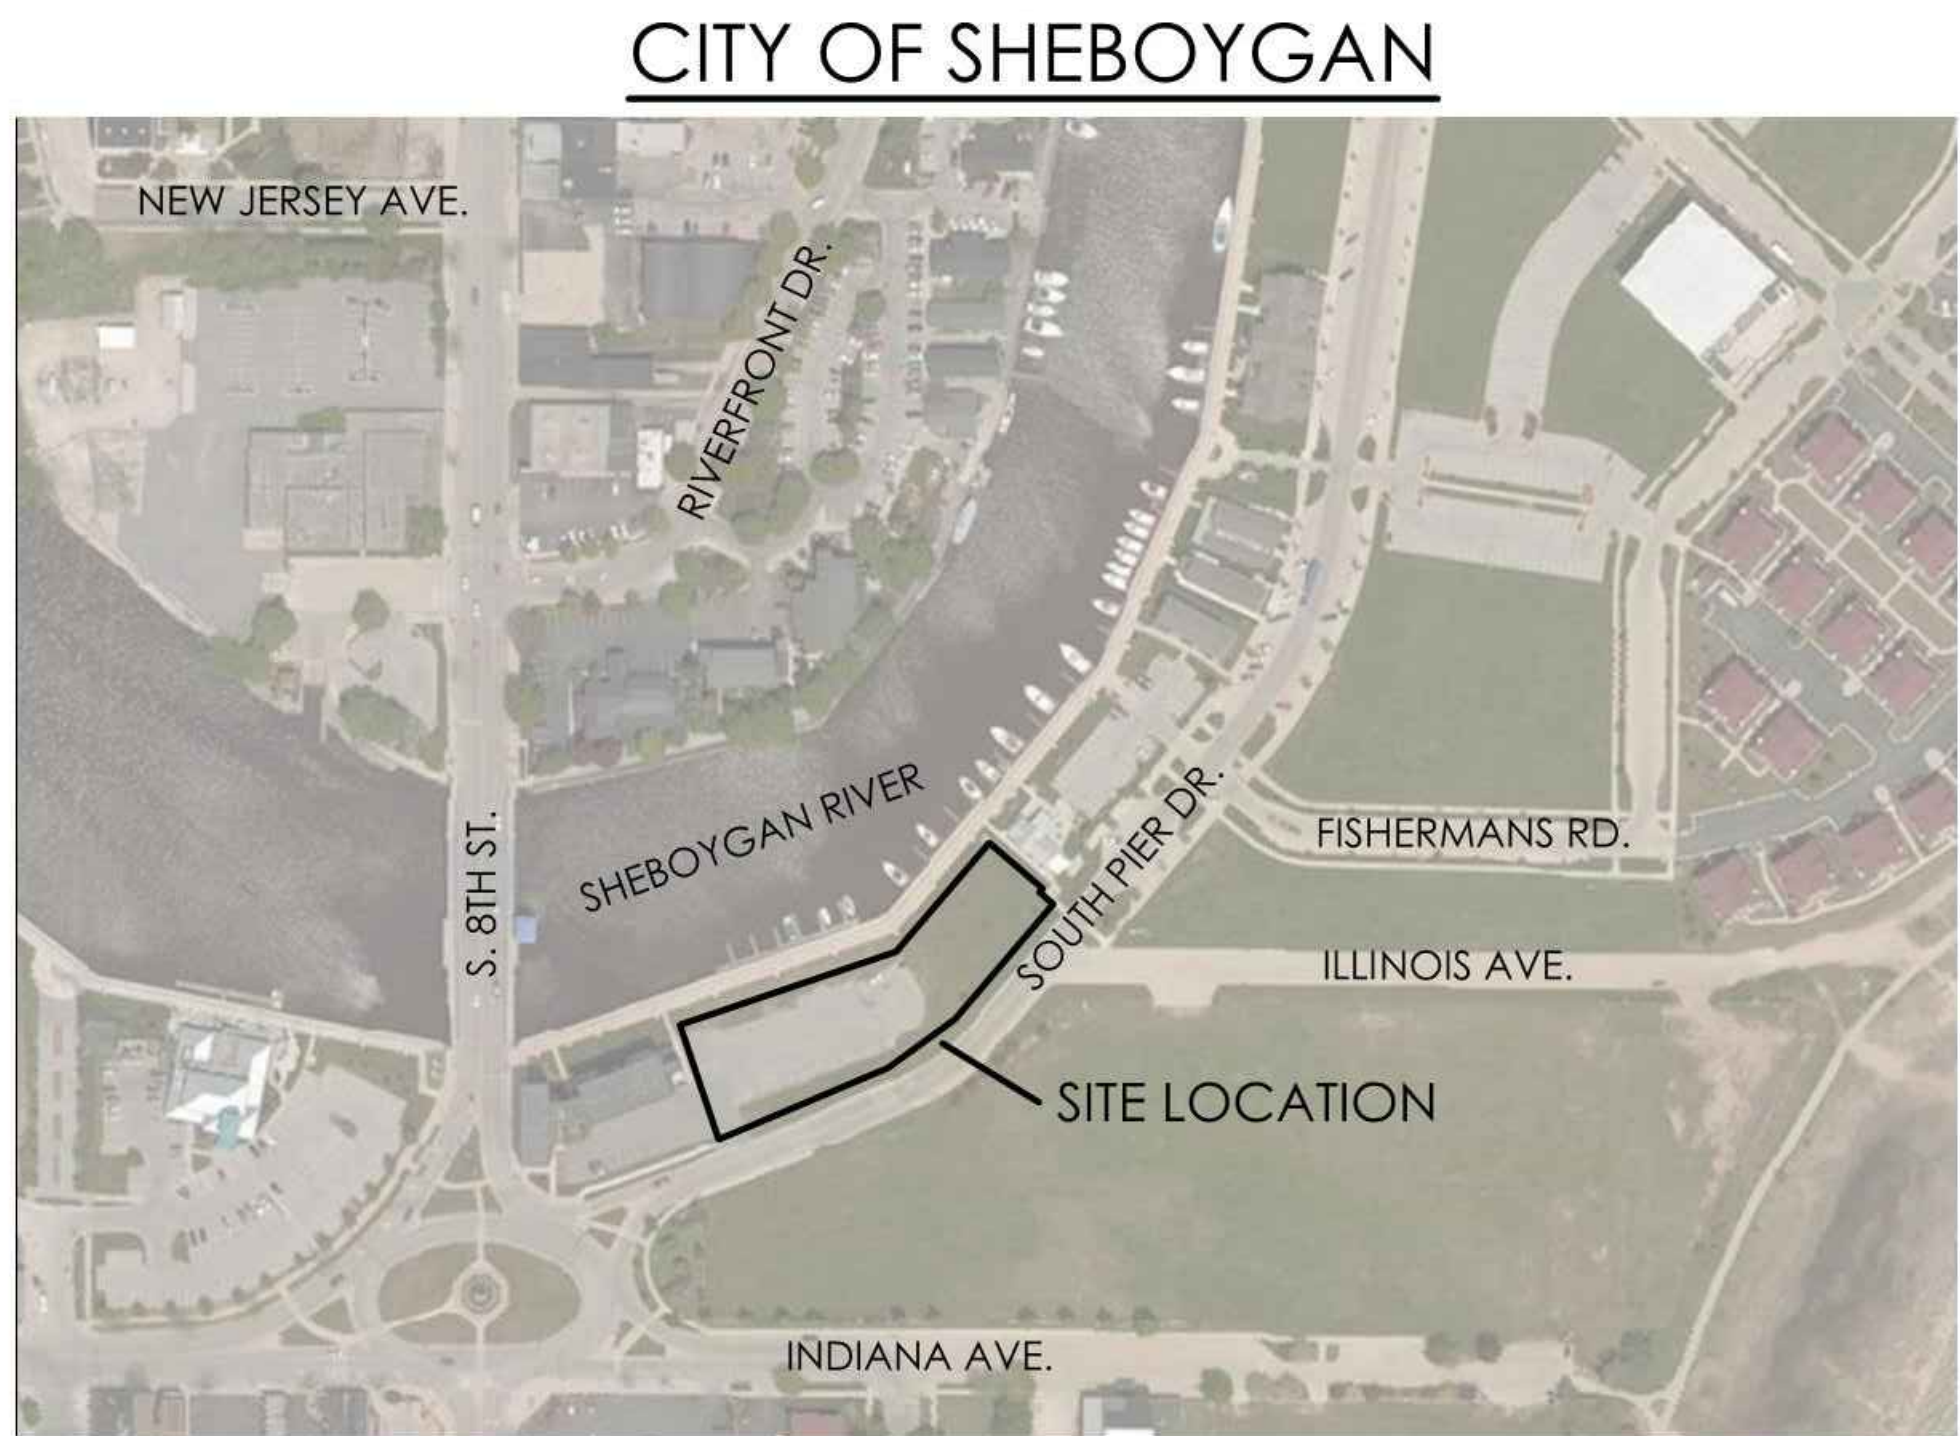 CITY OF SHEBOYGAN
NEW JERSEY AVE.
RIVERFRONT DR.
SHEBOYGAN RIVER
S. 8TH ST.
SOUTH PIER DR.
FISHERMANS RD.
ILLINOIS AVE.
SITE LOCATION
INDIANA AVE.